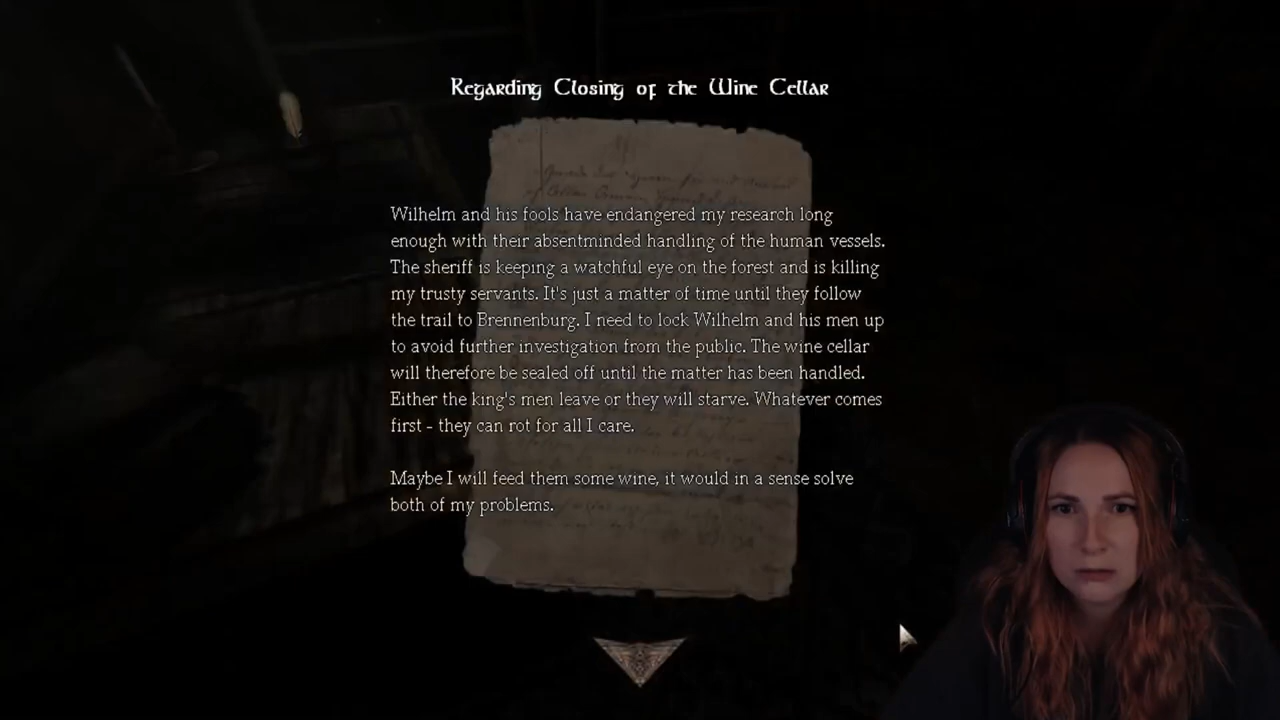 Regarding Closing of the Wine Cellar
Wilhelm and his fools have endangered my research long
enough with their absentminded handling of the human vessels.
The sheriff is keeping a watchful eye on the forest and is killing
my trusty servants. It's just a matter of time until they follow
the trail to Brennenburg. I need to lock Wilhelm and his men up
to avoid further investigation from the public. The wine cellar
will therefore be sealed off until the matter has been handled.
Either the king's men leave or they will starve. Whatever comes
first - they can rot for all I care.
Maybe I will feed them some wine, it would in a sense solve
both of my problems.